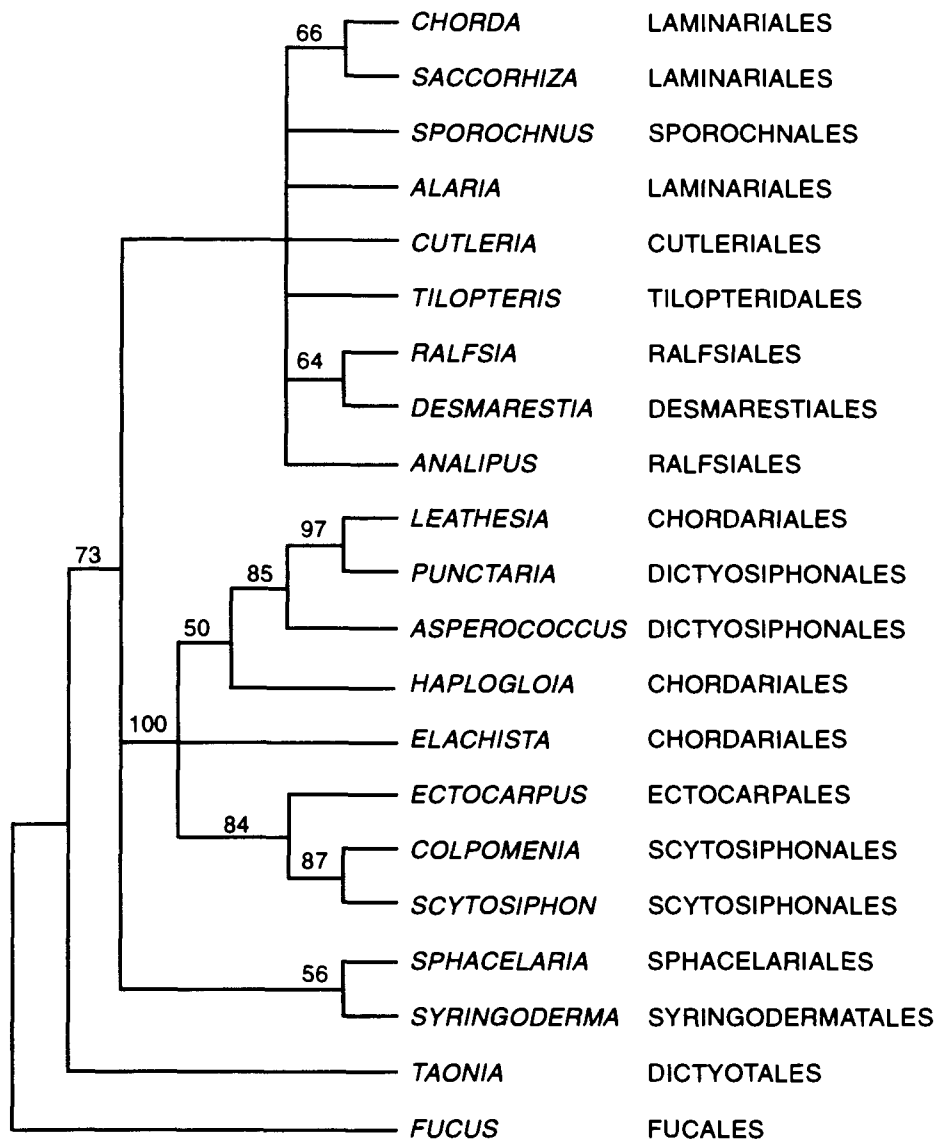 66 CHORDA LAMINARIALES
SACCORHIZA LAMINARIALES
SPOROCHNUS SPOROCHNALES
ALARIA LAMINARIALES
CUTLERIA CUTLERIALES
TILOPTERIS TILOPTERIDALES
64 RALFSIA RALFSIALES
DESMARESTIA DESMARESTIALES
ANALIPUS RALFSIALES
97 LEATHESIA CHORDARIALES
73 85 PUNCTARIA DICTYOSIPHONALES
50 ASPEROCOCCUS DICTYOSIPHONALES
HAPLOGLOIA CHORDARIALES
100 ELACHISTA CHORDARIALES
ECTOCARPUS ECTOCARPALES
84 87 COLPOMENIA SCYTOSIPHONALES
SCYTOSIPHON SCYTOSIPHONALES
56 SPHACELARIA SPHACELARIALES
SYRINGODERMA SYRINGODERMATALES
TAONIA DICTYOTALES
FUCUS FUCALES